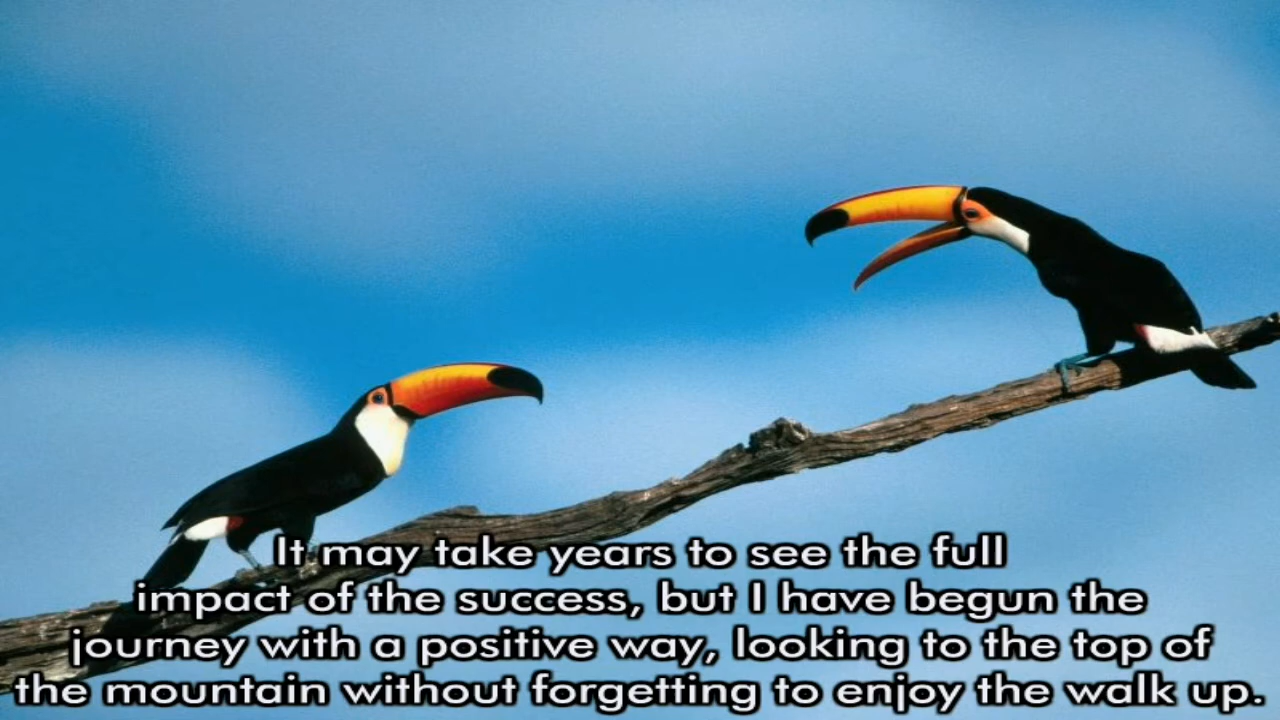 It may take years to see the full
impact of the success, but I have begun the
journey with a positive way, looking to the top of
the mountain without forgetting to enjoy the walk up.